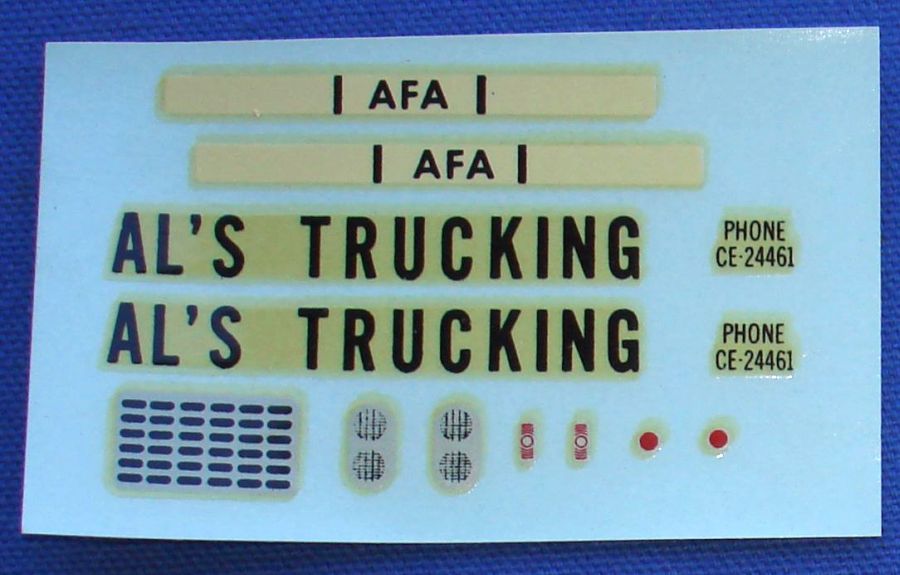 | AFA |
| AFA |
AL'S TRUCKING
PHONE
CE-24461
AL'S TRUCKING
PHONE
CE-24461